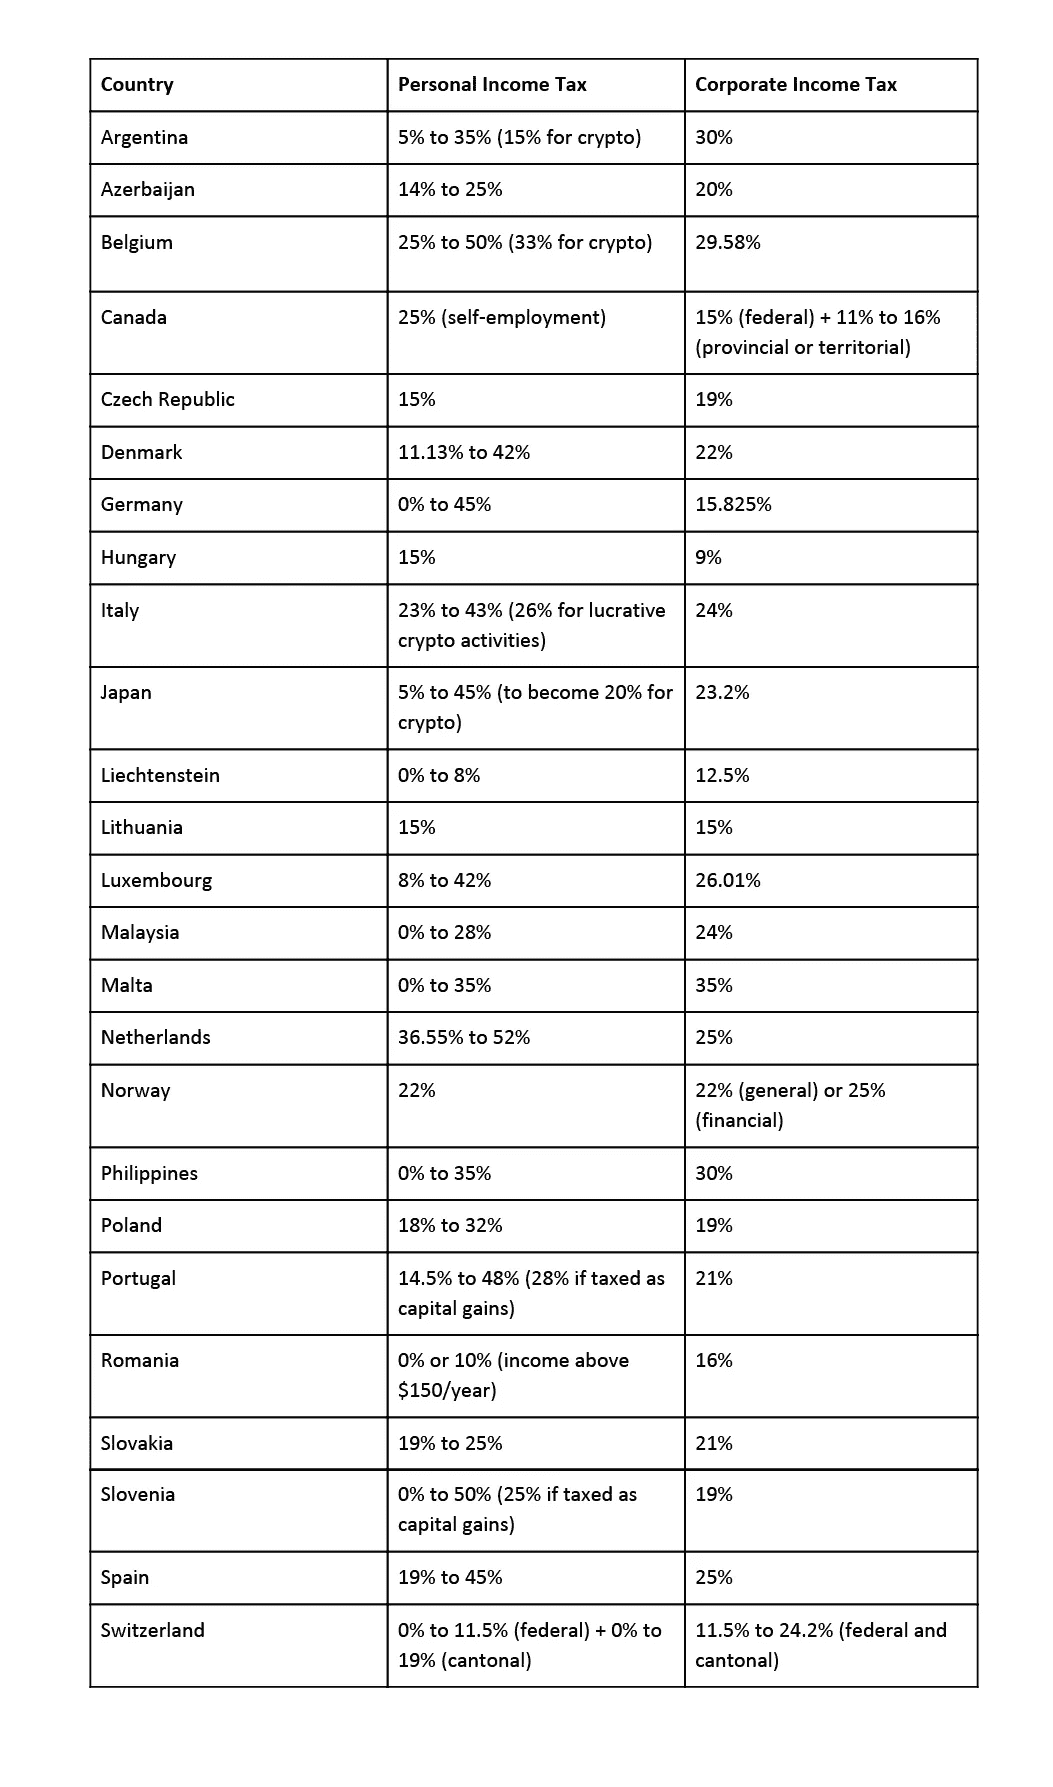 Country Personal Income Tax Corporate Income Tax
Argentina 5% to 35% (15% for crypto) 30%
Azerbaijan 14% to 25% 20%
Belgium 25% to 50% (33% for crypto) 29.58%
Canada 25% (self-employment) 15% (federal) + 11% to 16%
(provincial or territorial)
Czech Republic 15% 19%
Denmark 11.13% to 42% 22%
Germany 0% to 45% 15.825%
Hungary 15% 9%
Italy 23% to 43% (26% for lucrative 24%
crypto activities)
Japan 5% to 45% (to become 20% for 23.2%
crypto)
Liechtenstein 0% to 8% 12.5%
Lithuania 15% 15%
Luxembourg 8% to 42% 26.01%
Malaysia 0% to 28% 24%
Malta 0% to 35% 35%
Netherlands 36.55% to 52% 25%
Norway 22% 22% (general) or 25%
(financial)
Philippines 0% to 35% 30%
Poland 18% to 32% 19%
Portugal 14.5% to 48% (28% if taxed as 21%
capital gains)
Romania 0% or 10% (income above 16%
$150/year)
Slovakia 19% to 25% 21%
Slovenia 0% to 50% (25% if taxed as 19%
capital gains)
Spain 19% to 45% 25%
Switzerland 0% to 11.5% (federal) + 0% to 11.5% to 24.2% (federal and
19% (cantonal) cantonal)